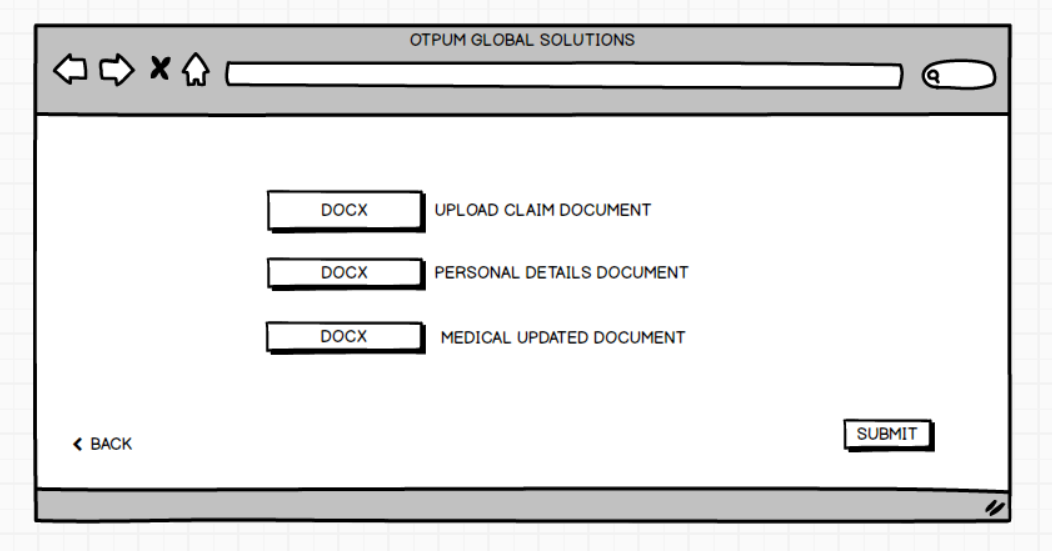 OTPUM GLOBAL SOLUTIONS
DOCX UPLOAD CLAIM DOCUMENT
DOCX PERSONAL DETAILS DOCUMENT
DOCX MEDICAL UPDATED DOCUMENT
BACK
SUBMIT